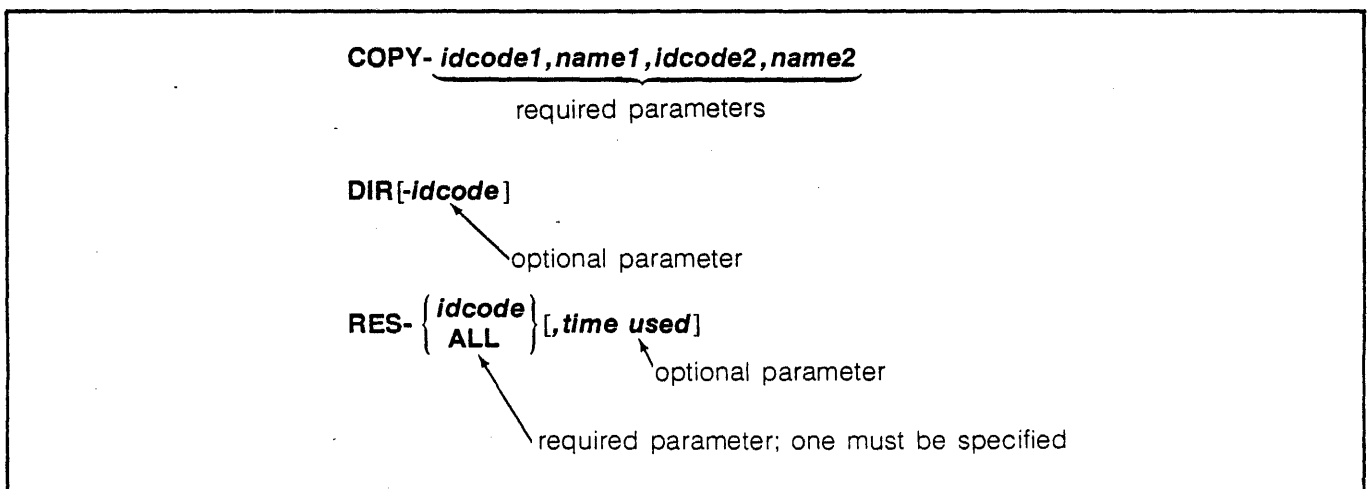 COPY- idcode1,name1,idcode2,name2
required parameters
DIR[-idcode]
optional parameter
RES- { idcode
ALL } [,time used]
optional parameter
required parameter; one must be specified